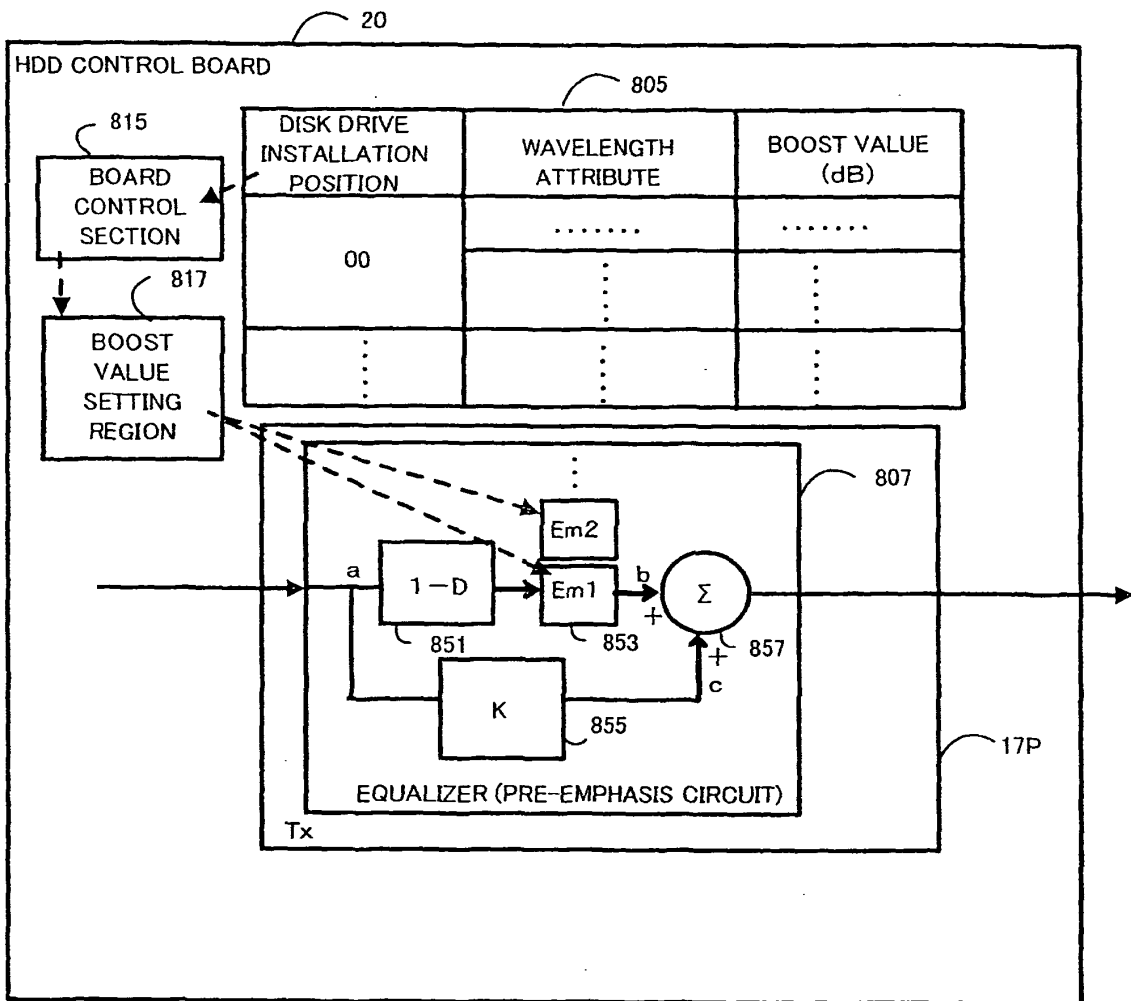 20
HDD CONTROL BOARD
805
815
DISK DRIVE
INSTALLATION
POSITION
WAVELENGTH
ATTRIBUTE
BOOST VALUE
(dB)
BOARD
CONTROL
SECTION
.......
.......
00
817
BOOST
VALUE
SETTING
REGION
807
Em2
a
1-D
Em1
b
+
Σ
851
853
857
+
c
K
855
17P
EQUALIZER (PRE-EMPHASIS CIRCUIT)
Tx